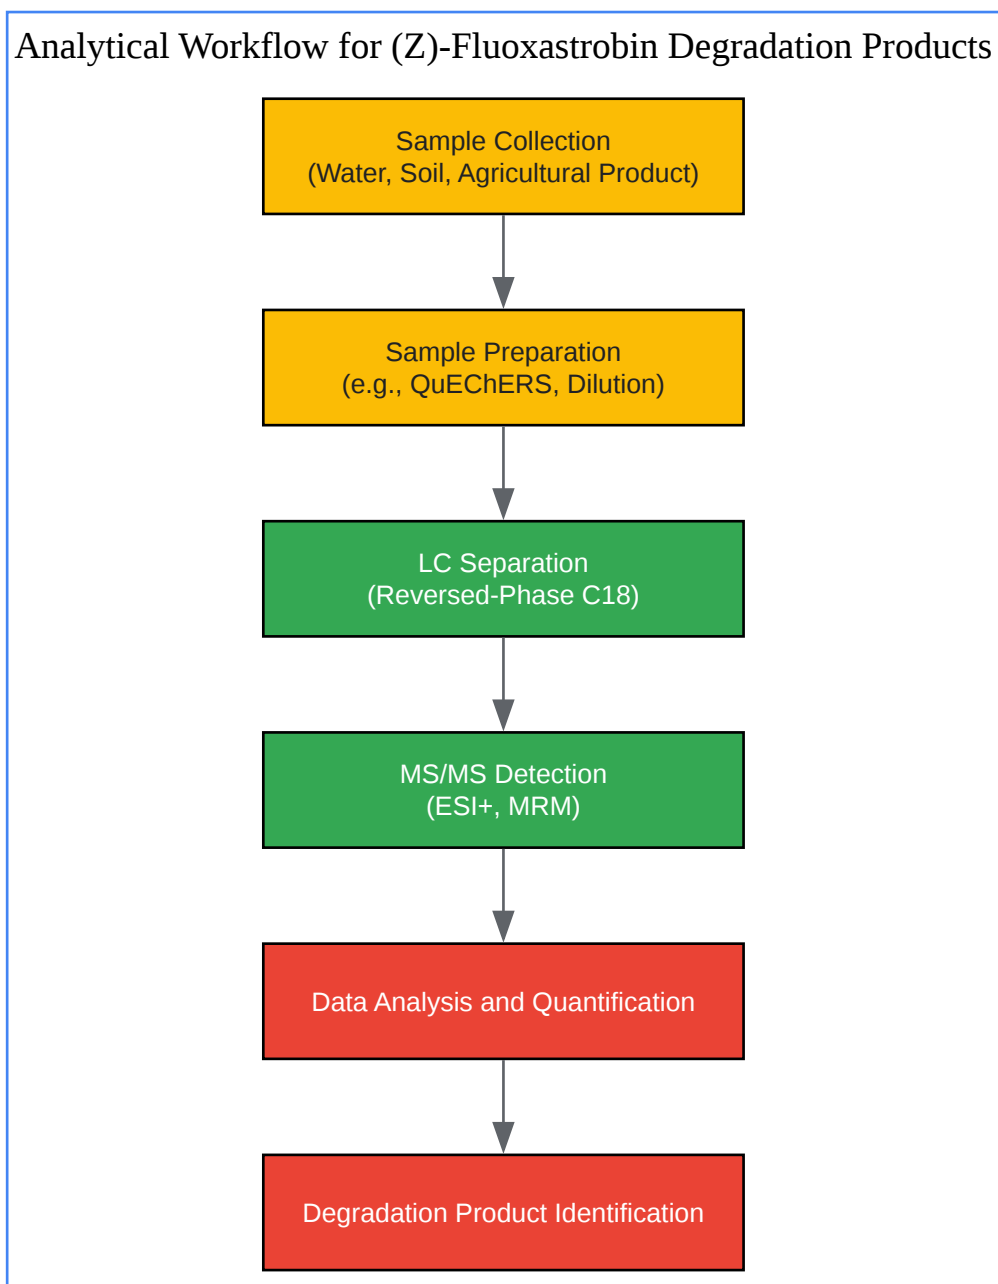 Analytical Workflow for (Z)-Fluoxastrobin Degradation Products
Sample Collection
(Water, Soil, Agricultural Product)
Sample Preparation
(e.g., QuEChERS, Dilution)
LC Separation
(Reversed-Phase C18)
MS/MS Detection
(ESI+, MRM)
Data Analysis and Quantification
Degradation Product Identification